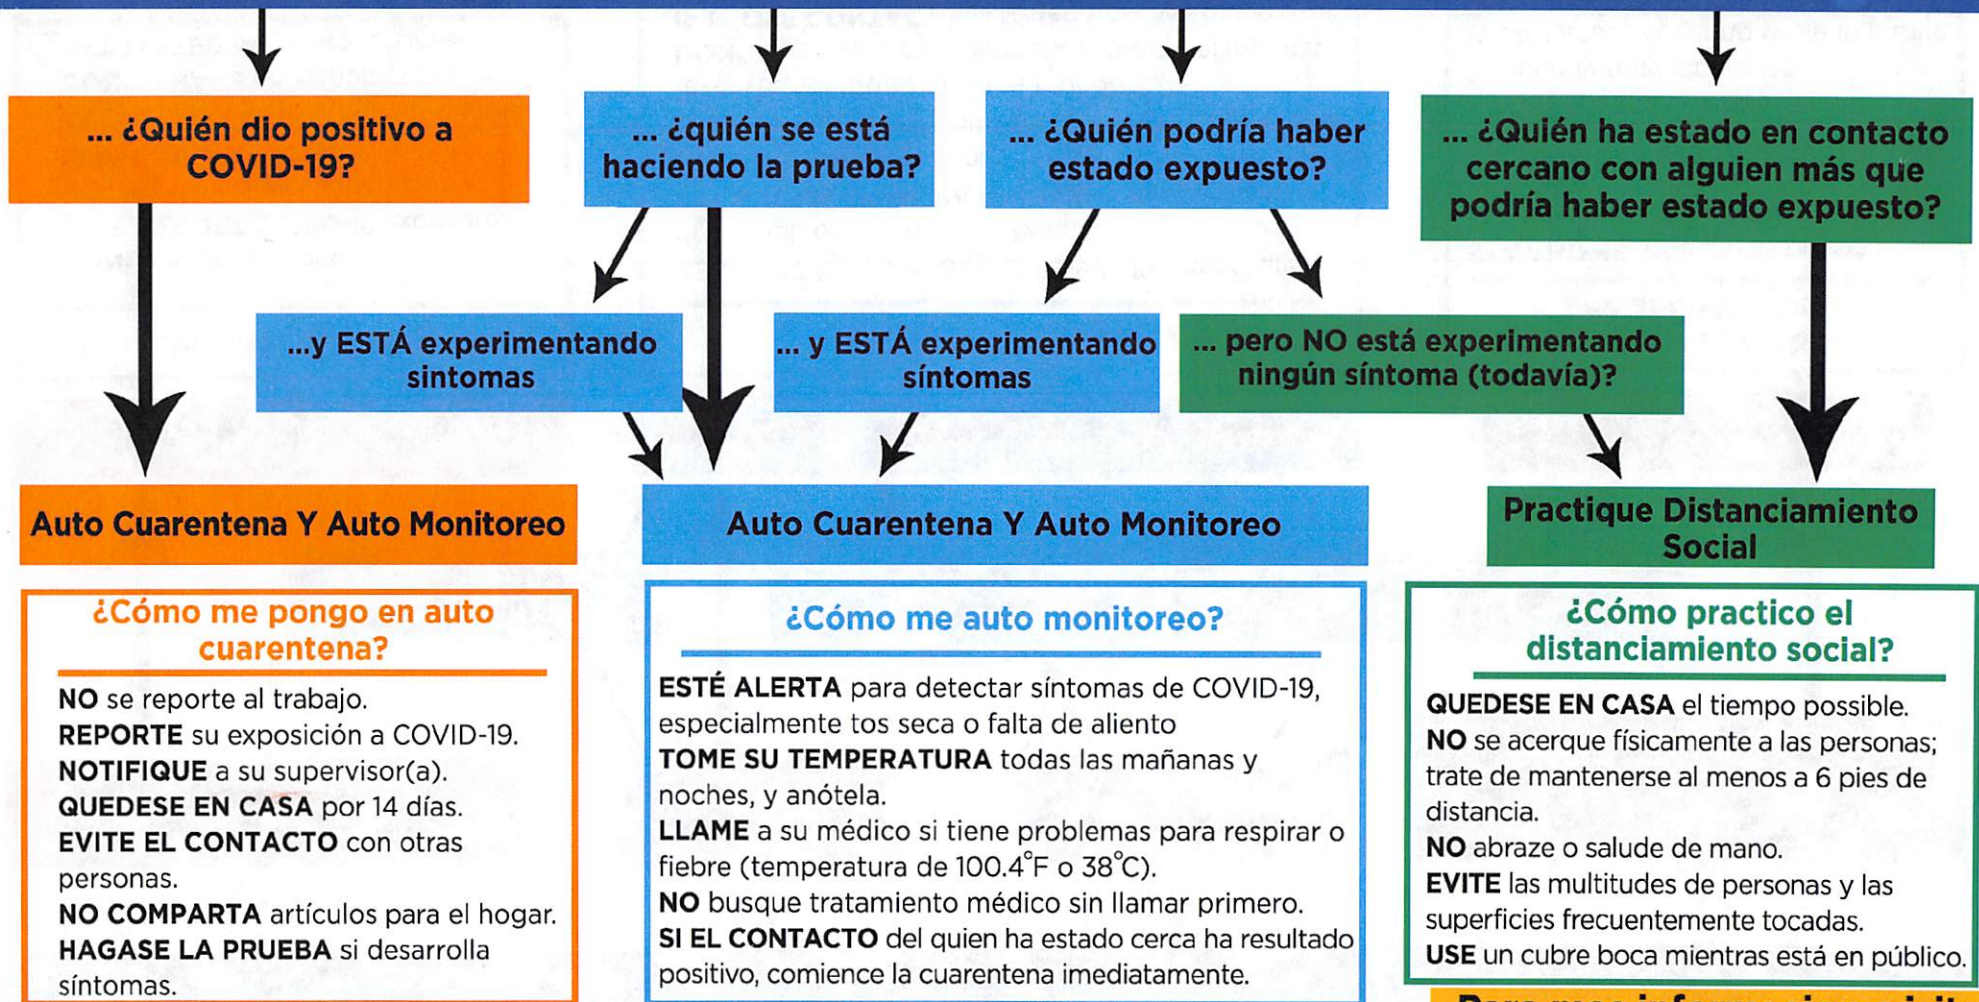 ... ¿Quién dio positivo a
COVID-19?
... ¿quién se está
haciendo la prueba?
... ¿Quién podría haber
estado expuesto?
... ¿Quién ha estado en contacto
cercano con alguien más que
podría haber estado expuesto?
...y ESTÁ experimentando
sintomas
... y ESTÁ experimentando
síntomas
... pero NO está experimentando
ningún síntoma (todavía)?
Auto Cuarentena Y Auto Monitoreo
¿Cómo me pongo en auto
cuarentena?
NO se reporte al trabajo.
REPORTE su exposición a COVID-19.
NOTIFIQUE a su supervisor(a).
QUEDESE EN CASA por 14 días.
EVITE EL CONTACTO con otras
personas.
NO COMPARTA artículos para el hogar.
HAGASE LA PRUEBA si desarrolla
síntomas.
Auto Cuarentena Y Auto Monitoreo
¿Cómo me auto monitoreo?
ESTÉ ALERTA para detectar síntomas de COVID-19,
especialmente tos seca o falta de aliento
TOME SU TEMPERATURA todas las mañanas y
noches, y anótela.
LLAME a su médico si tiene problemas para respirar o
fiebre (temperatura de 100.4°F o 38°C).
NO busque tratamiento médico sin llamar primero.
SI EL CONTACTO del quien ha estado cerca ha resultado
positivo, comience la cuarentena imediatamente.
Practique Distanciamiento
Social
¿Cómo practico el
distanciamiento social?
QUEDESE EN CASA el tiempo possible.
NO se acerque físicamente a las personas;
trate de mantenerse al menos a 6 pies de
distancia.
NO abraze o salude de mano.
EVITE las multitudes de personas y las
superficies frecuentemente tocadas.
USE un cubre boca mientras está en público.